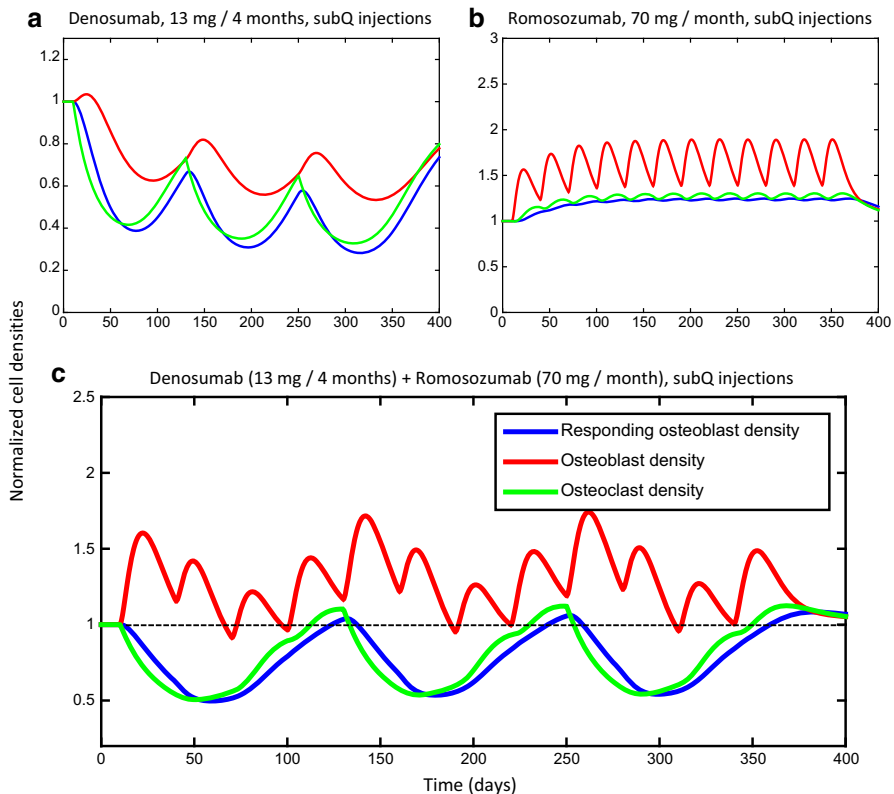 a
Denosumab, 13 mg / 4 months, subQ injections
1.2
1
0.8
0.6
0.4
0.2
0
0 50 100 150 200 250 300 350 400
b
Romosozumab, 70 mg / month, subQ injections
3
2.5
2
1.5
1
0.5
0 50 100 150 200 250 300 350 400
Normalized cell densities
c
Denosumab (13 mg / 4 months) + Romosozumab (70 mg / month), subQ injections
2.5
2
1.5
1
0.5
Responding osteoblast density
Osteoblast density
Osteoclast density
0 50 100 150 200 250 300 350 400
Time (days)